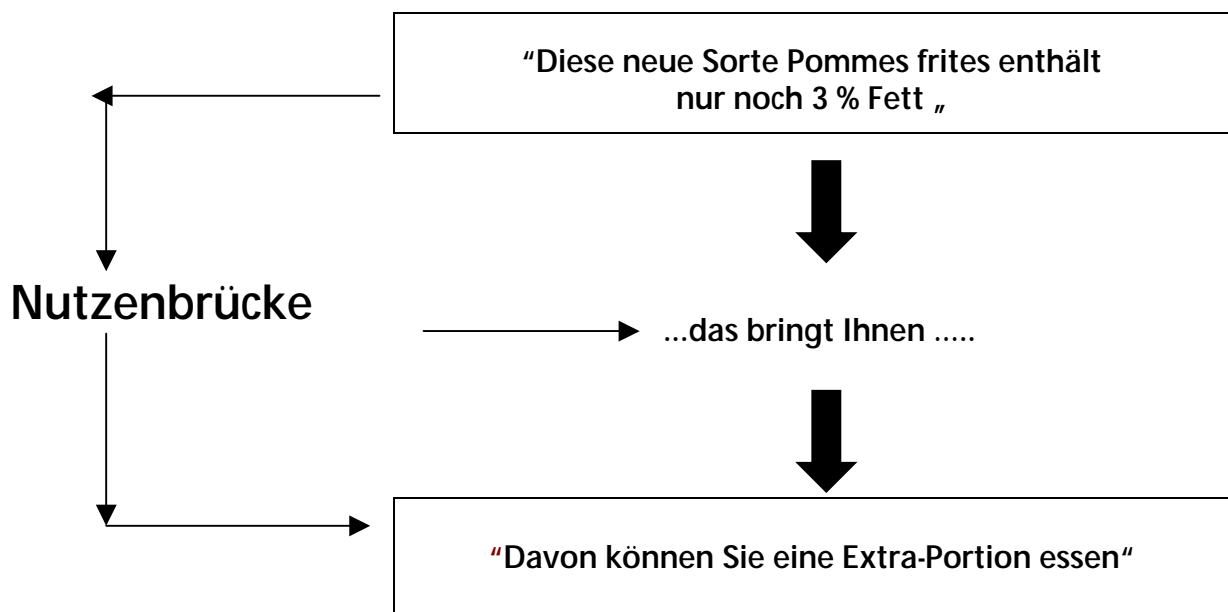 "Diese neue Sorte Pommes frites enthält
nur noch 3 % Fett „
Nutzenbrücke
...das bringt Ihnen .....
"Davon können Sie eine Extra-Portion essen"